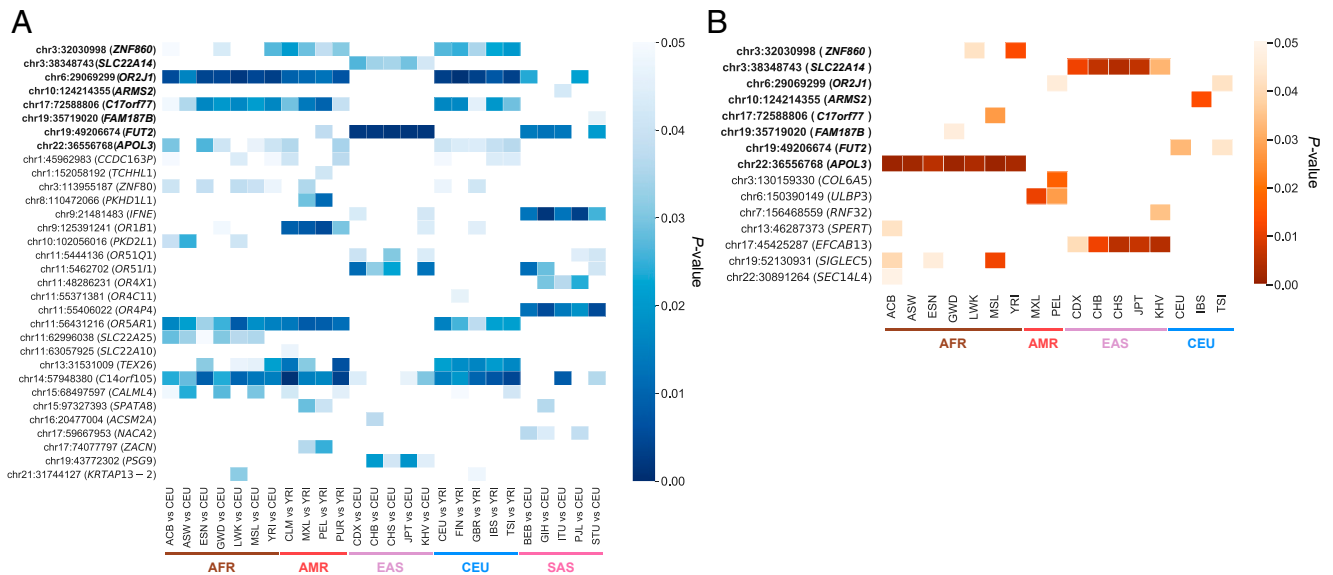 A
chr3:32030998 (ZNF860)
chr3:38348743(SLC22A14)
chr6:29069299(OR2J1)
chr10:124214355 (ARMS2)
chr17:72588806 (C17orf77)
chr19:35719020 (FAM187B)
chr19:49206674 (FUT2)
chr22:36556768 (APOL3)
chr1:45962983 (CCDC163P)
chr1:152058192 (TCHHL1)
chr3:113955187 (ZNF80)
chr8:110472066 (PKHD1L1)
chr9:21481483 (IFNE)
chr9:125391241 (OR1B1)
chr10:102056016 (PKD2L1)
chr11:5444136 (OR51Q1)
chr11:5462702 (OR51I1)
chr11:48286231 (OR4X1)
chr11:55371381 (OR4C11)
chr11:55406022 (OR4P4)
chr11:56431216 (OR5AR1)
chr11:62996038 (SLC22A25)
chr11:63057925 (SLC22A10)
chr13:31531009 (TEX26)
chr14:57948380 (C14orf105)
chr15:68497597 (CALML4)
chr15:97327393 (SPATA8)
chr16:20477004 (ACSM2A)
chr17:59667953 (NACA2)
chr17:74077797 (ZACN)
chr19:43772302 (PSG9)
chr21:31744127 (KRTAP13−2)
ACB vs CEU
ASW vs CEU
ESN vs CEU
GWD vs CEU
LWK vs CEU
MSL vs CEU
YRI vs CEU
CLM vs YRI
MXL vs YRI
PEL vs YRI
PUR vs YRI
CDX vs CEU
CHB vs CEU
CHS vs CEU
JPT vs CEU
KHV vs CEU
CEU vs YRI
FIN vs YRI
GBR vs YRI
IBS vs YRI
TSI vs YRI
BEB vs CEU
GIH vs CEU
ITU vs CEU
PJL vs CEU
STU vs CEU
AFR
AMR
EAS
CEU
SAS
0.05
0.04
0.03
0.02
0.01
0.00
P-value
B
chr3:32030998 (ZNF860)
chr3:38348743 (SLC22A14)
chr6:29069299 (OR2J1)
chr10:124214355 (ARMS2)
chr17:72588806 (C17orf77)
chr19:35719020 (FAM187B)
chr19:49206674 (FUT2)
chr22:36556768 (APOL3)
chr3:130159330 (COL6A5)
chr6:150390149 (ULBP3)
chr7:156468559 (RNF32)
chr13:46287373 (SPERT)
chr17:45425287 (EFCAB13)
chr19:52130931 (SIGLEC5)
chr22:30891264 (SEC14L4)
ACB
ASW
ESN
GWD
LWK
MSL
YRI
MXL
PEL
CDX
CHB
CHS
JPT
KHV
CEU
IBS
TSI
AFR
AMR
EAS
CEU
0.05
0.04
0.03
0.02
0.01
0.00
P-value